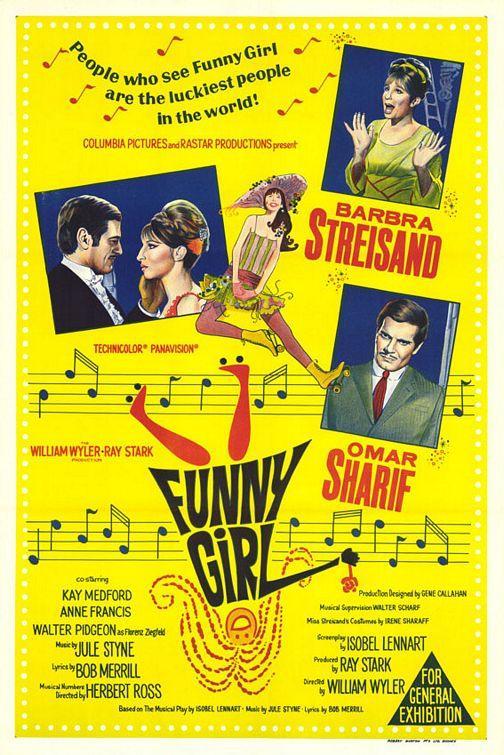 People who see Funny Girl
are the luckiest people
in the world!
COLUMBIA PICTURES and RASTAR PRODUCTIONS present
BARBRA
STREISAND
TECHNICOLOR® PANAVISION®
OMAR
SHARIF
THE
WILLIAM WYLER-RAY STARK
PRODUCTION
FUNNY
GIRL
co-starring
KAY MEDFORD
ANNE FRANCIS
WALTER PIDGEON as Florenz Ziegfeld
Music by JULE STYNE
Lyrics by BOB MERRILL
Musical Numbers
Directed by HERBERT ROSS
Production Designed by GENE CALLAHAN
Musical Supervision WALTER SCHARF
Miss Streisand's Costumes by IRENE SHARAFF
Screenplay by ISOBEL LENNART
Produced by RAY STARK
Directed by WILLIAM WYLER
Based on The Musical Play by ISOBEL LENNART · Music by JULE STYNE · Lyrics by BOB MERRILL
FOR
GENERAL
EXHIBITION